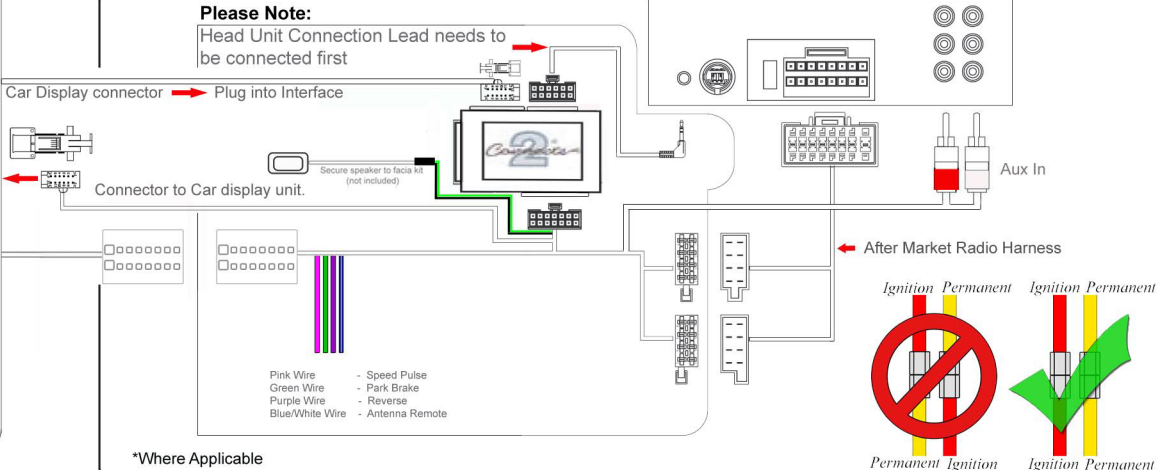 Please Note:
Head Unit Connection Lead needs to
be connected first
Car Display connector
Plug into Interface
Connects
2
Secure speaker to facia kit
(not included)
Connector to Car display unit.
Aux In
After Market Radio Harness
Ignition Permanent
Ignition Permanent
Pink Wire - Speed Pulse
Green Wire - Park Brake
Purple Wire - Reverse
Blue/White Wire - Antenna Remote
Permanent Ignition
Ignition Permanent
*Where Applicable